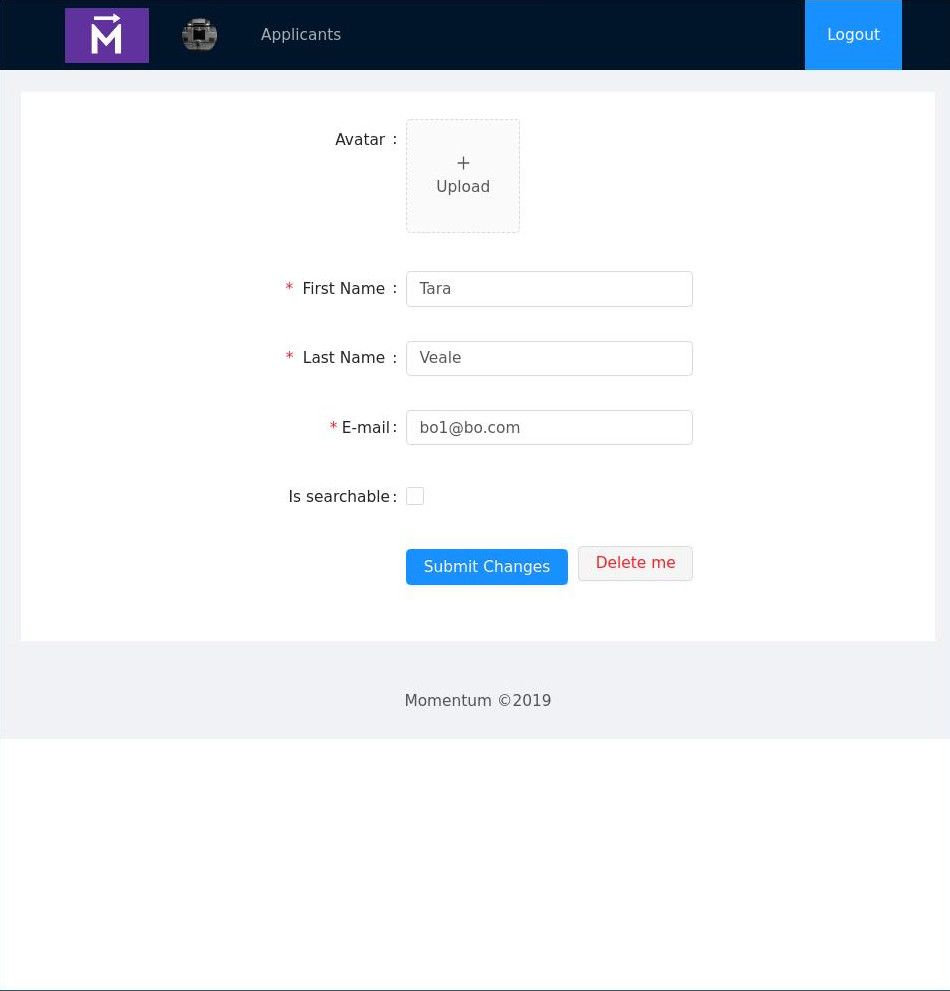 M Applicants Logout
Avatar :
+
Upload
* First Name : Tara
* Last Name : Veale
* E-mail : bo1@bo.com
Is searchable :
Submit Changes Delete me
Momentum ©2019